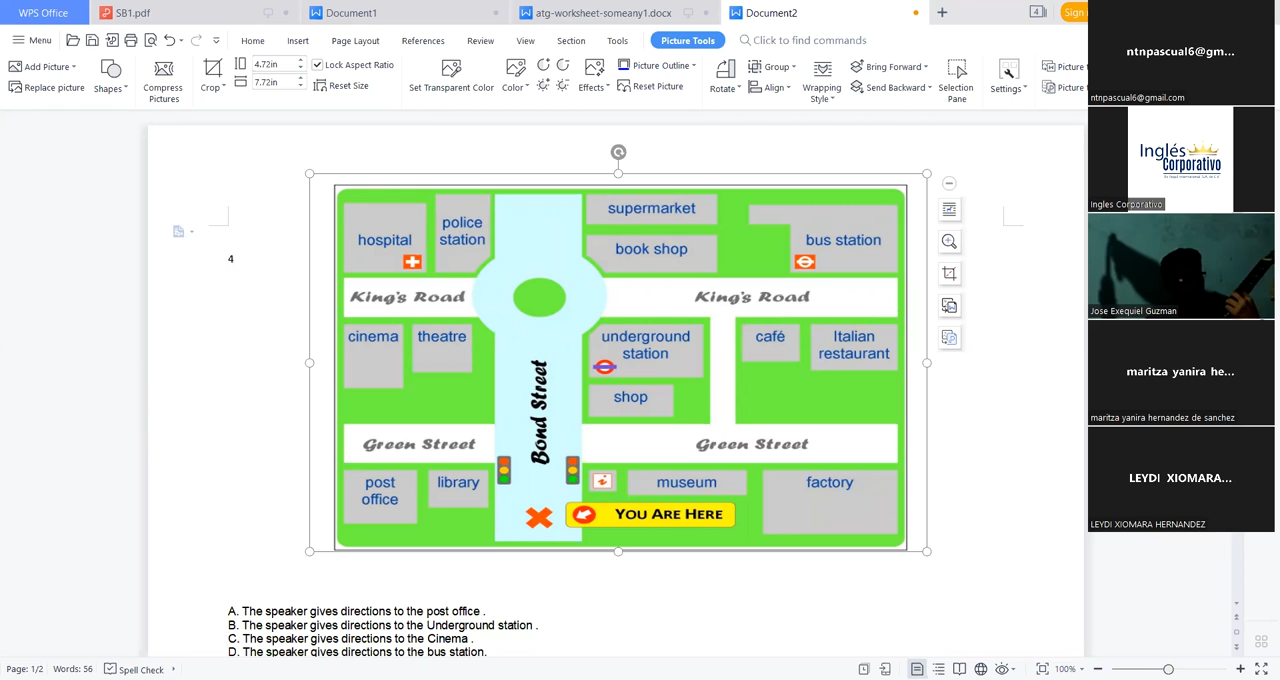 WPS Office
SB1.pdf
Document1
atg-worksheet-someany1.docx
Document2
4
Sign
Menu
Home
Insert
Page Layout
References
Review
View
Section
Tools
Picture Tools
Click to find commands
Add Picture
Replace picture
Shapes
Compress Pictures
Crop
4.72in
7.72in
Lock Aspect Ratio
Reset Size
Set Transparent Color
Color
Effects
Picture Outline
Reset Picture
Rotate
Group
Align
Wrapping Style
Bring Forward
Send Backward
Selection Pane
Settings
Picture
Picture
4
hospital
police station
supermarket
book shop
bus station
King's Road
King's Road
cinema
theatre
underground station
café
Italian restaurant
shop
Bond Street
Green Street
Green Street
post office
library
i
museum
factory
YOU ARE HERE
A. The speaker gives directions to the post office .
B. The speaker gives directions to the Underground station .
C. The speaker gives directions to the Cinema .
D. The speaker gives directions to the bus station.
ntnpascual6@gm...
ntnpascual6@gmail.com
Inglés
Corporativo
Ingles Corporativo
Jose Exequiel Guzman
maritza yanira he...
maritza yanira hernandez de sanchez
LEYDI XIOMARA...
LEYDI XIOMARA HERNANDEZ
Page: 1/2
Words: 56
Spell Check
100%